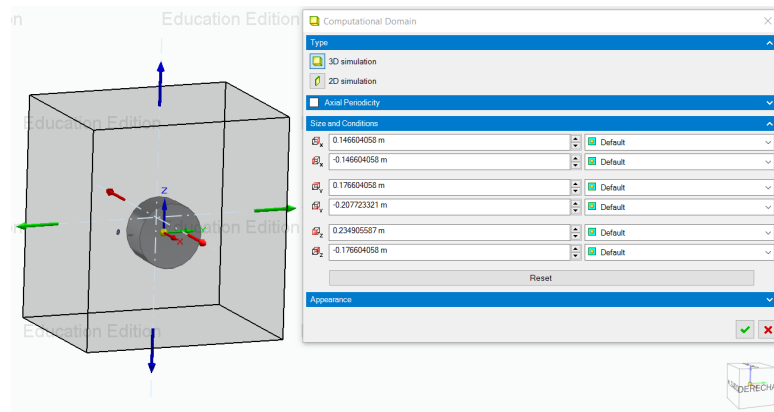 Education Edition
Computational Domain
Type
3D simulation
2D simulation
Axial Periodicity
Size and Conditions
x 0.146604058 m Default
x -0.146604058 m Default
Y 0.176604058 m Default
Y -0.207723321 m Default
Z 0.234905587 m Default
Z -0.176604058 m Default
Reset
Appearance
Education Edition
Z
X
Education Edition
DERECHA